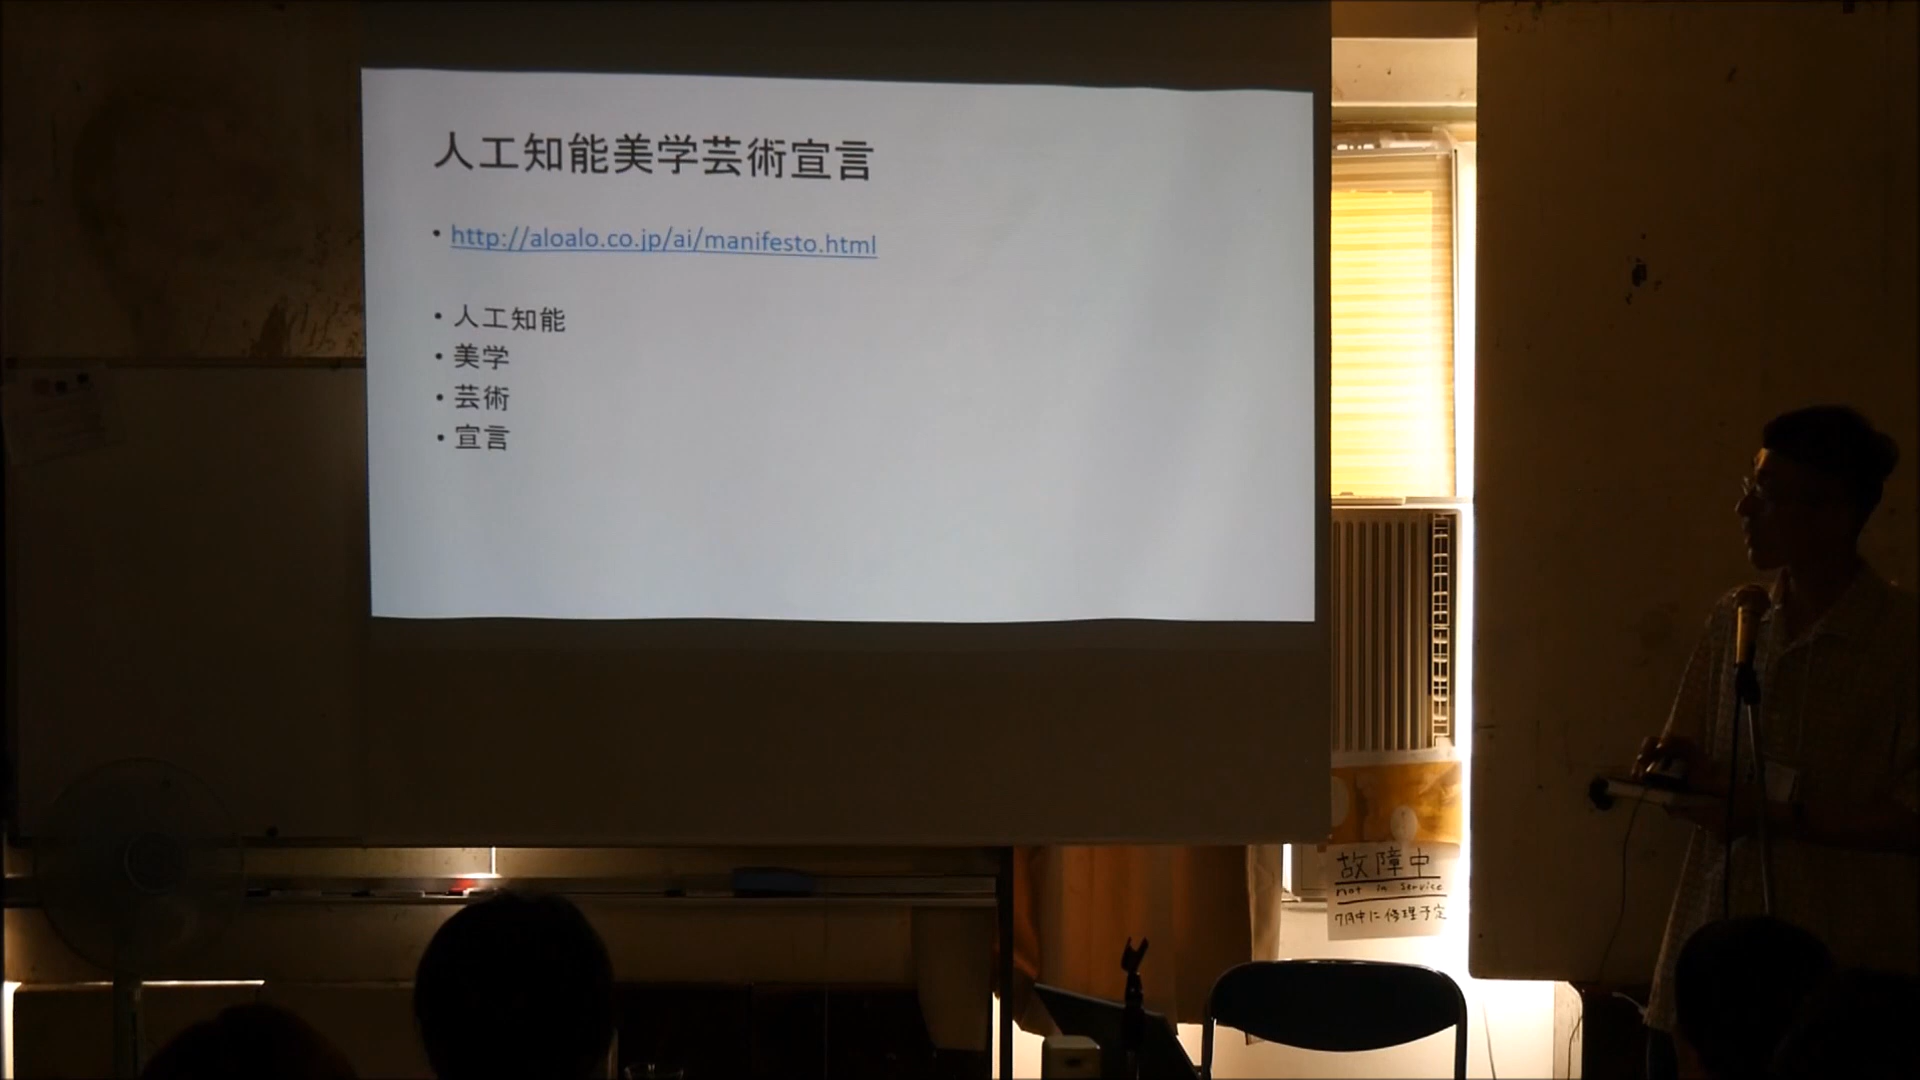 人工知能美学芸術宣言
• http://aloalo.co.jp/ai/manifesto.html
• 人工知能
• 美学
• 芸術
• 宣言
故障中
not in service
7月中に修理予定